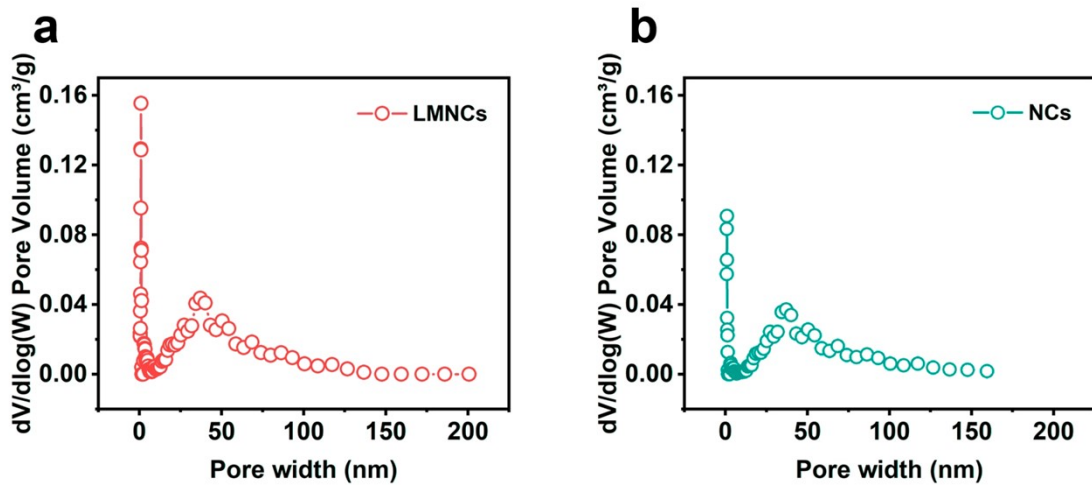 a
dV/dlog(W) Pore Volume (cm³/g)
0.16
0.12
0.08
0.04
0.00
LMNCs
0 50 100 150 200
Pore width (nm)
b
dV/dlog(W) Pore Volume (cm³/g)
0.16
0.12
0.08
0.04
0.00
NCs
0 50 100 150 200
Pore width (nm)